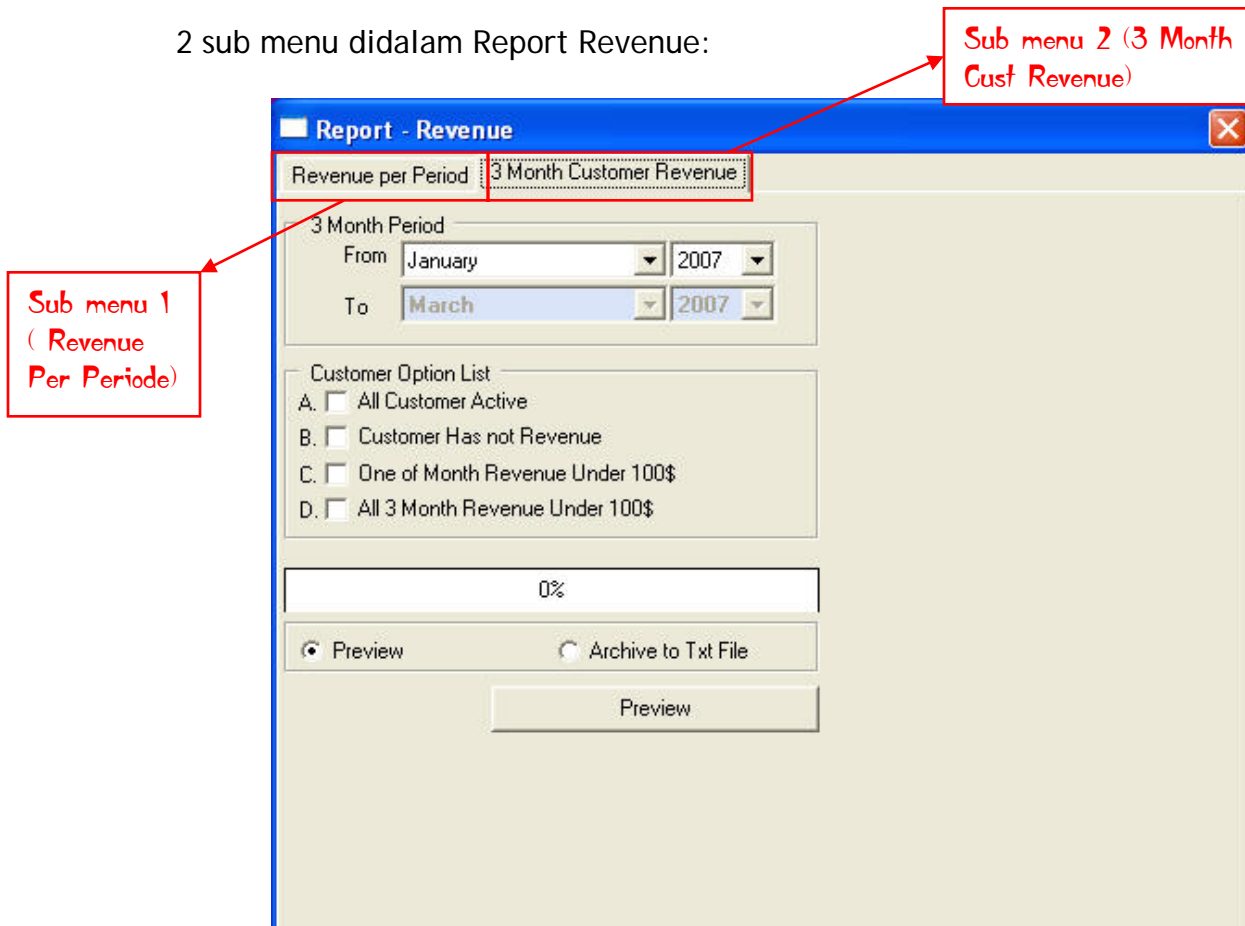 2 sub menu didalam Report Revenue:
Sub menu 2 (3 Month
Cust Revenue)
Report - Revenue
Revenue per Period
3 Month Customer Revenue
3 Month Period
From January 2007
To March 2007
Sub menu 1
( Revenue
Per Periode)
Customer Option List
A. All Customer Active
B. Customer Has not Revenue
C. One of Month Revenue Under 100$
D. All 3 Month Revenue Under 100$
0%
Preview
Archive to Txt File
Preview